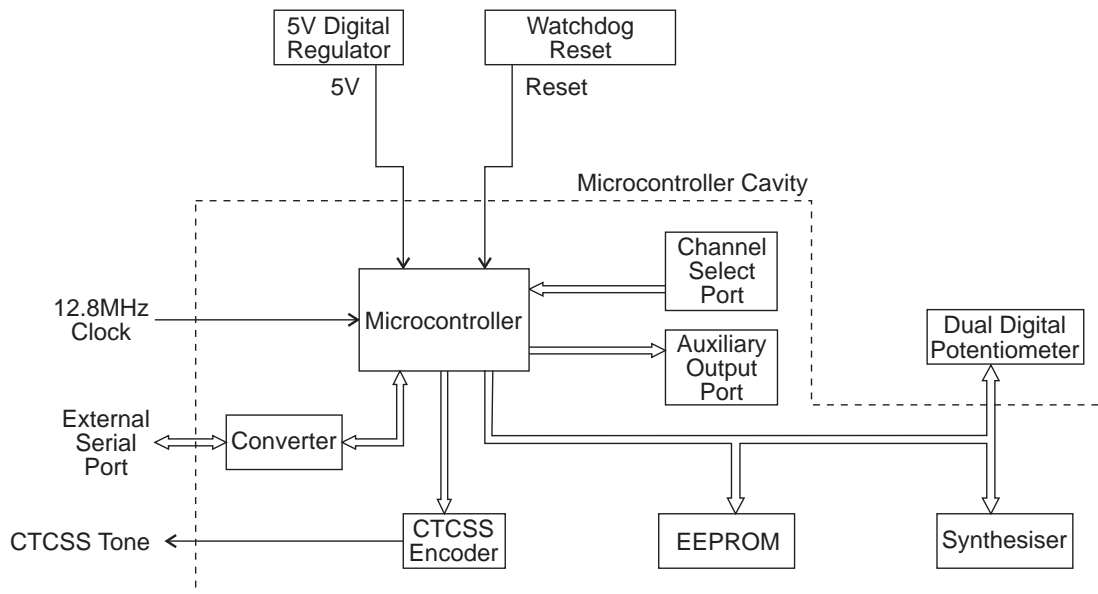 5V Digital
Regulator
Watchdog
Reset
5V
Reset
Microcontroller Cavity
Channel
Select
Port
12.8MHz
Clock
Microcontroller
Auxiliary
Output
Port
Dual Digital
Potentiometer
External
Serial
Port
Converter
CTCSS Tone
CTCSS
Encoder
EEPROM
Synthesiser